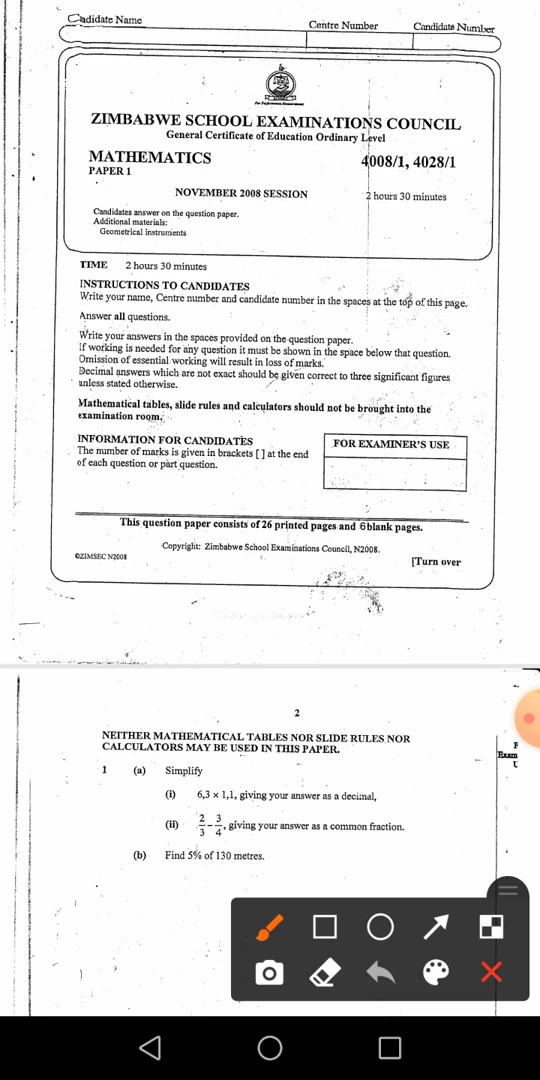 Cadidate Name Centre Number Candidate Number
For Performance Measurement
ZIMBABWE SCHOOL EXAMINATIONS COUNCIL
General Certificate of Education Ordinary Level
MATHEMATICS 4008/1, 4028/1
PAPER 1
NOVEMBER 2008 SESSION 2 hours 30 minutes
Candidates answer on the question paper.
Additional materials:
Geometrical instruments
TIME 2 hours 30 minutes
INSTRUCTIONS TO CANDIDATES
Write your name, Centre number and candidate number in the spaces at the top of this page.
Answer all questions.
Write your answers in the spaces provided on the question paper.
If working is needed for any question it must be shown in the space below that question.
Omission of essential working will result in loss of marks.
Decimal answers which are not exact should be given correct to three significant figures
unless stated otherwise.
Mathematical tables, slide rules and calculators should not be brought into the
examination room.
INFORMATION FOR CANDIDATES
The number of marks is given in brackets [ ] at the end
of each question or part question.
FOR EXAMINER'S USE
This question paper consists of 26 printed pages and 6 blank pages.
Copyright: Zimbabwe School Examinations Council, N2008.
©ZIMSEC N2008
[Turn over
2
NEITHER MATHEMATICAL TABLES NOR SLIDE RULES NOR
CALCULATORS MAY BE USED IN THIS PAPER.
F
Exam
U
1 (a) Simplify
(i) 6,3 × 1,1, giving your answer as a decimal,
(ii) 2/3 − 3/4, giving your answer as a common fraction.
(b) Find 5% of 130 metres.